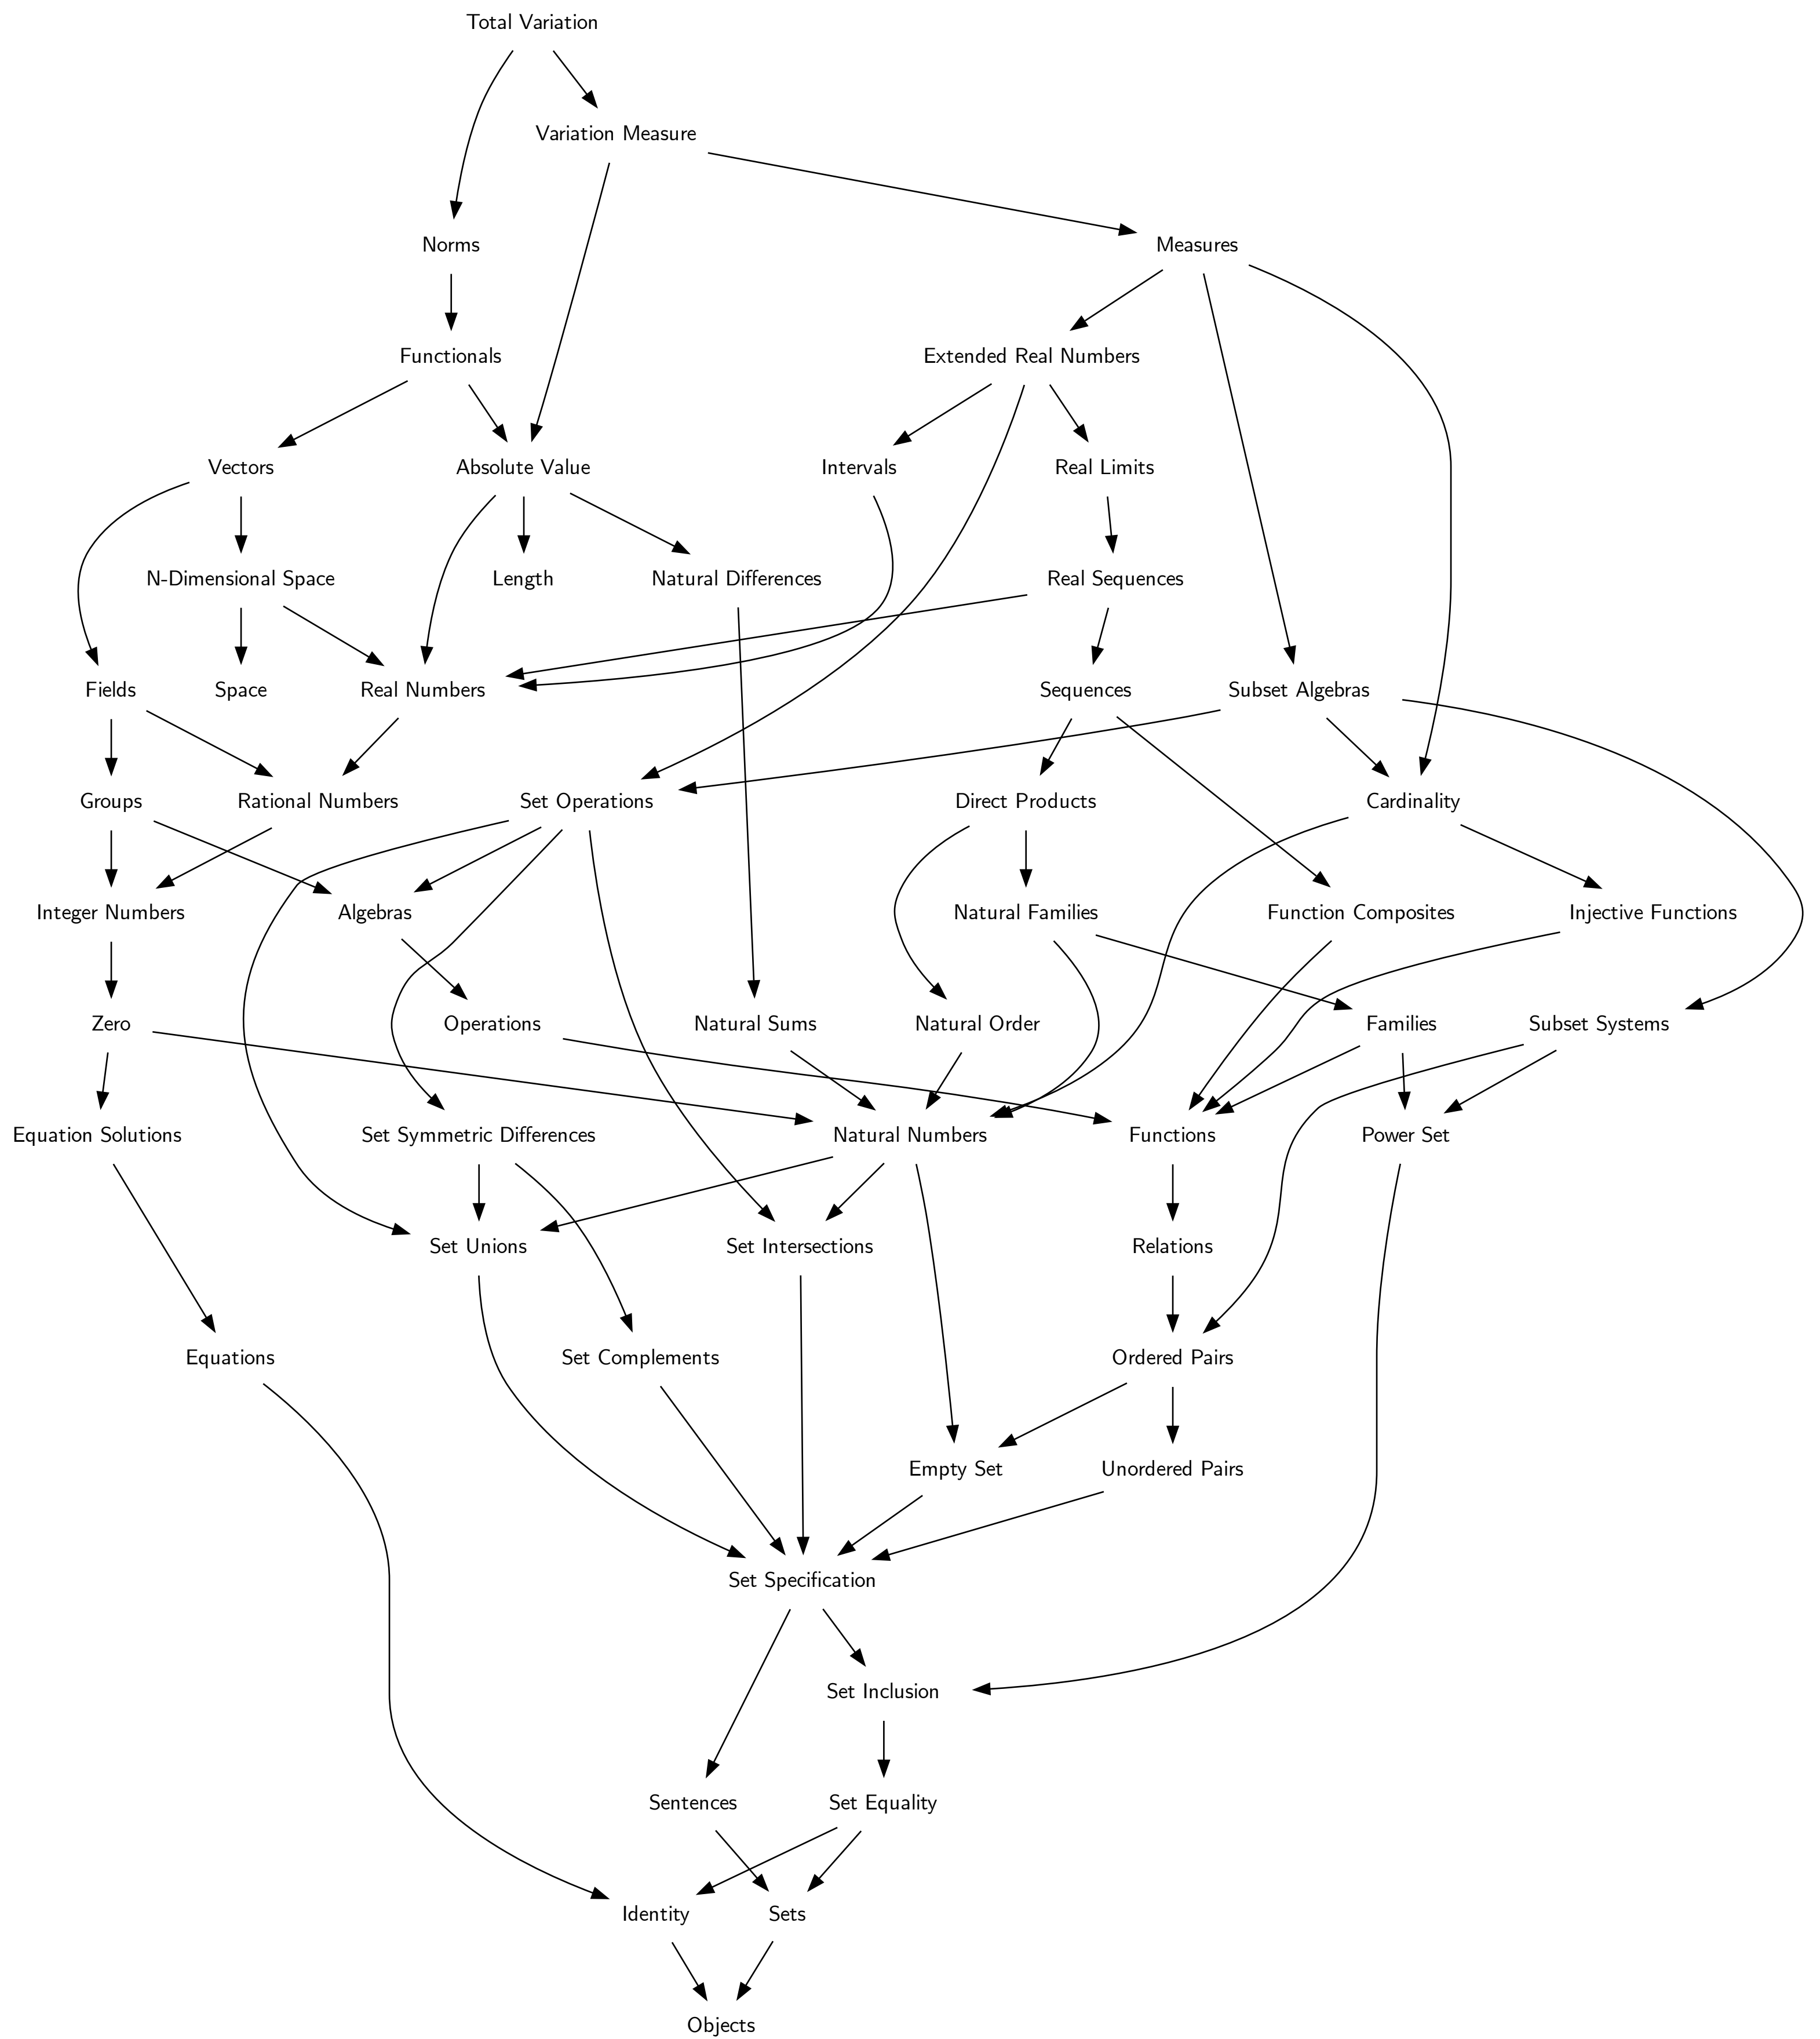 Total Variation
Variation Measure
Norms
Measures
Functionals
Extended Real Numbers
Vectors
Absolute Value
Intervals
Real Limits
N-Dimensional Space
Length
Natural Differences
Real Sequences
Fields
Space
Real Numbers
Sequences
Subset Algebras
Groups
Rational Numbers
Set Operations
Direct Products
Cardinality
Integer Numbers
Algebras
Natural Families
Function Composites
Injective Functions
Zero
Operations
Natural Sums
Natural Order
Families
Subset Systems
Equation Solutions
Set Symmetric Differences
Natural Numbers
Functions
Power Set
Set Unions
Set Intersections
Relations
Equations
Set Complements
Ordered Pairs
Empty Set
Unordered Pairs
Set Specification
Set Inclusion
Sentences
Set Equality
Identity
Sets
Objects